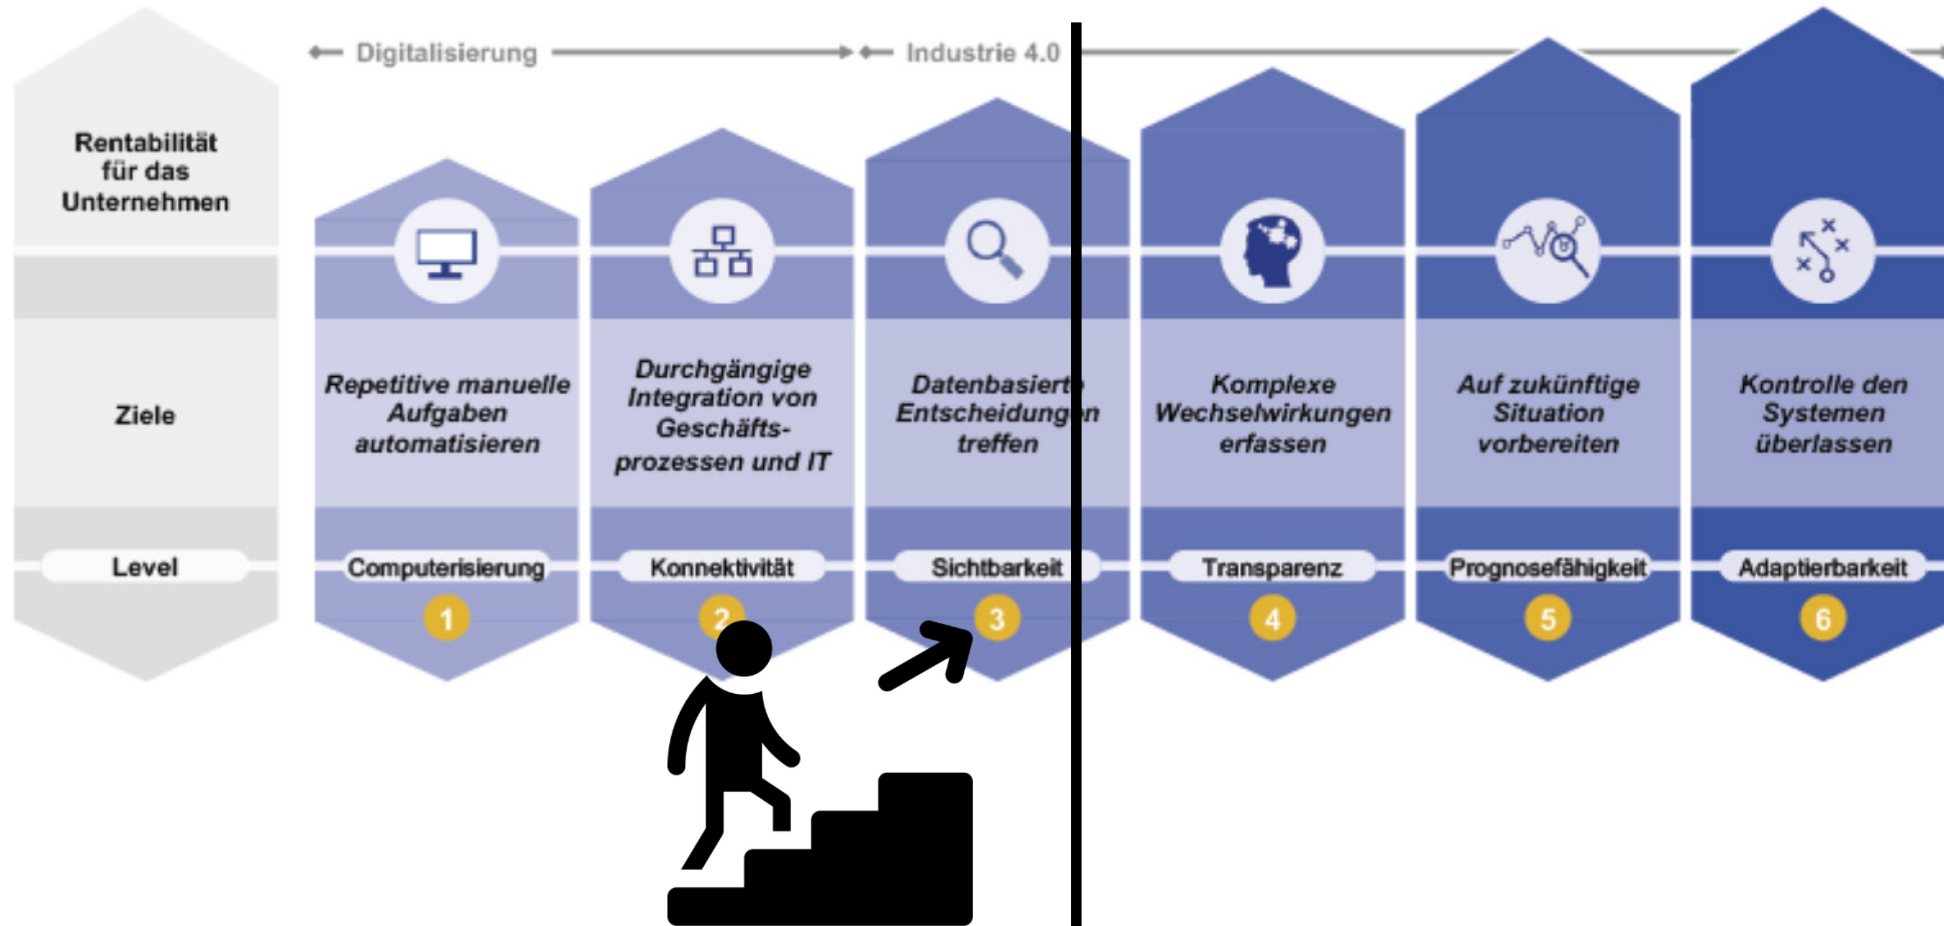 Digitalisierung
Industrie 4.0
Rentabilität
für das
Unternehmen
Ziele
Repetitive manuelle
Aufgaben
automatisieren
Durchgängige
Integration von
Geschäfts-
prozessen und IT
Datenbasierte
Entscheidungen
treffen
Komplexe
Wechselwirkungen
erfassen
Auf zukünftige
Situation
vorbereiten
Kontrolle den
Systemen
überlassen
Level
Computerisierung
Konnektivität
Sichtbarkeit
Transparenz
Prognosefähigkeit
Adaptierbarkeit
1
2
3
4
5
6